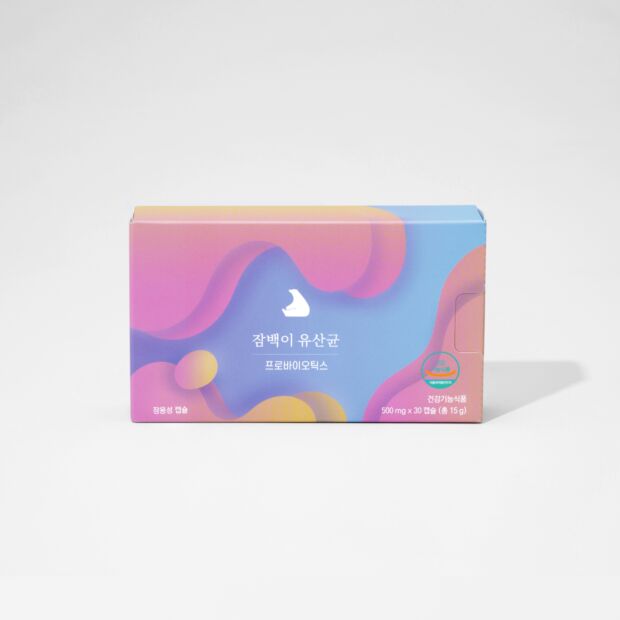 잠백이 유산균
프로바이오틱스
장용성 캡슐
건강기능식품
500 mg x 30 캡슐 (총 15 g)